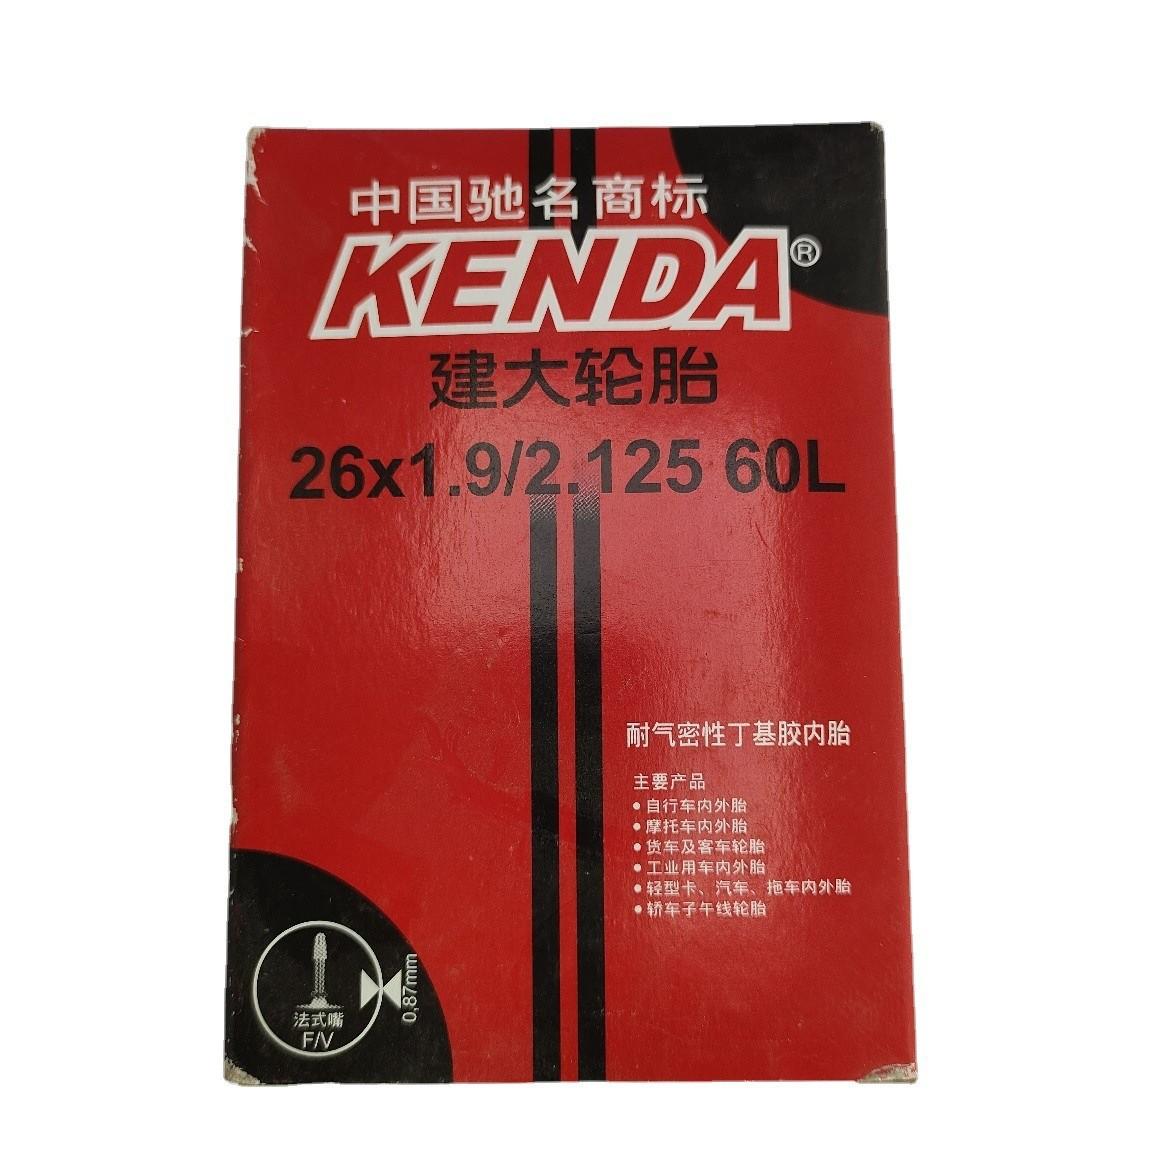 中国驰名商标
KENDA®
建大轮胎
26x1.9/2.125 60L
耐气密性丁基胶内胎
主要产品
• 自行车内外胎
• 摩托车内外胎
• 货车及客车轮胎
• 工业用车内外胎
• 轻型卡、汽车、拖车内外胎
• 轿车子午线轮胎
法式嘴
F/V
0,87mm